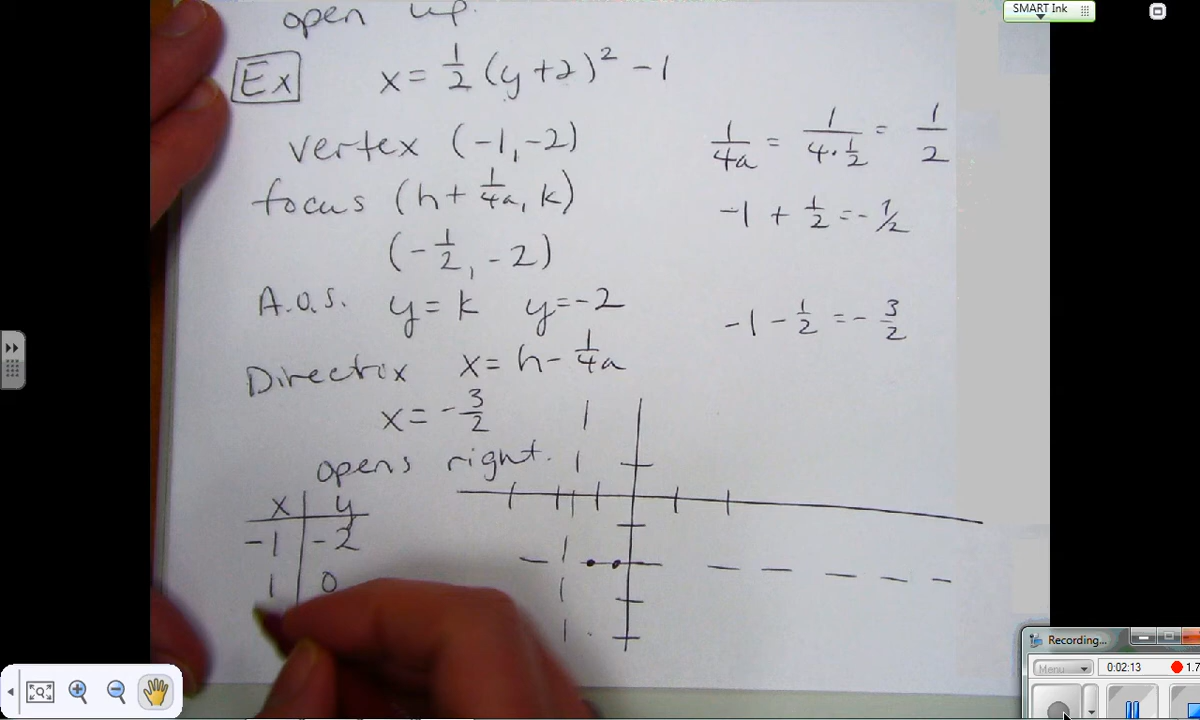 SMART Ink
open up.
Ex x = 1/2 (y+2)² - 1
vertex (-1, -2)
1/4a = 1/(4·1/2) = 1/2
focus (h + 1/4a, k)
-1 + 1/2 = -1/2
(-1/2, -2)
A.O.S. y = k y = -2
-1 - 1/2 = -3/2
Directrix x = h - 1/4a
x = -3/2
opens right.
x y
-1 -2
1 0
Recording...
Menu 0:02:13 1.7